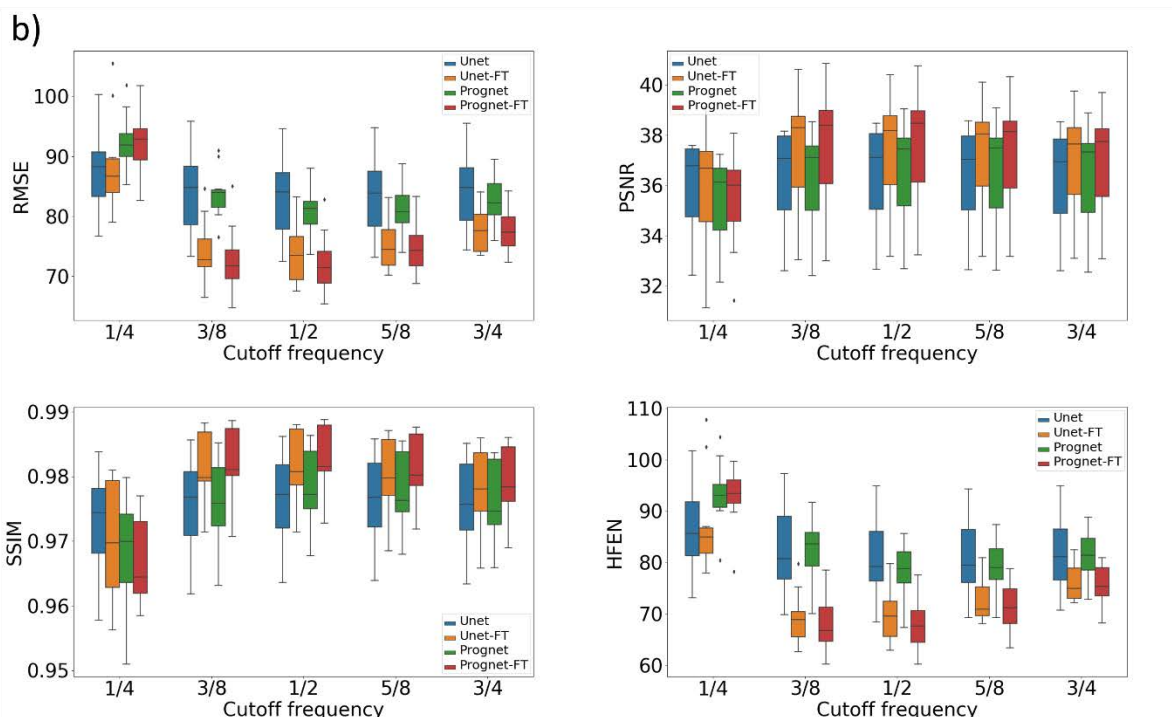 b)
RMSE
100
90
80
70
1/4 3/8 1/2 5/8 3/4
Cutoff frequency
Unet
Unet-FT
Prognet
Prognet-FT
PSNR
40
38
36
34
32
1/4 3/8 1/2 5/8 3/4
Cutoff frequency
Unet
Unet-FT
Prognet
Prognet-FT
SSIM
0.99
0.98
0.97
0.96
0.95
1/4 3/8 1/2 5/8 3/4
Cutoff frequency
Unet
Unet-FT
Prognet
Prognet-FT
HFEN
110
100
90
80
70
60
1/4 3/8 1/2 5/8 3/4
Cutoff frequency
Unet
Unet-FT
Prognet
Prognet-FT